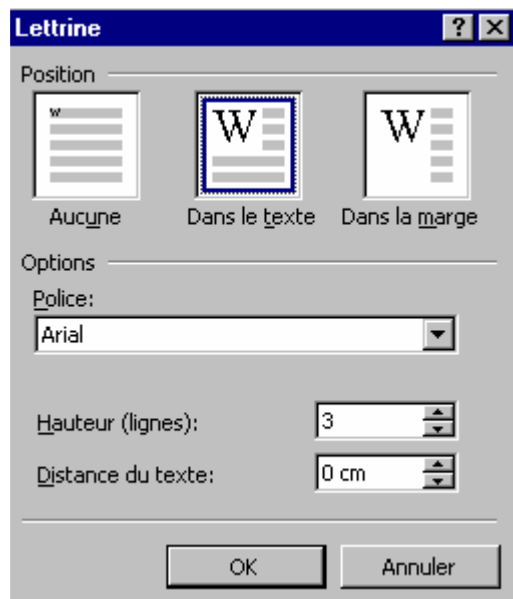 Lettrine ? ×
Position
w W W
Aucune Dans le texte Dans la marge
Options
Police:
Arial
Hauteur (lignes): 3
Distance du texte: 0 cm
OK Annuler